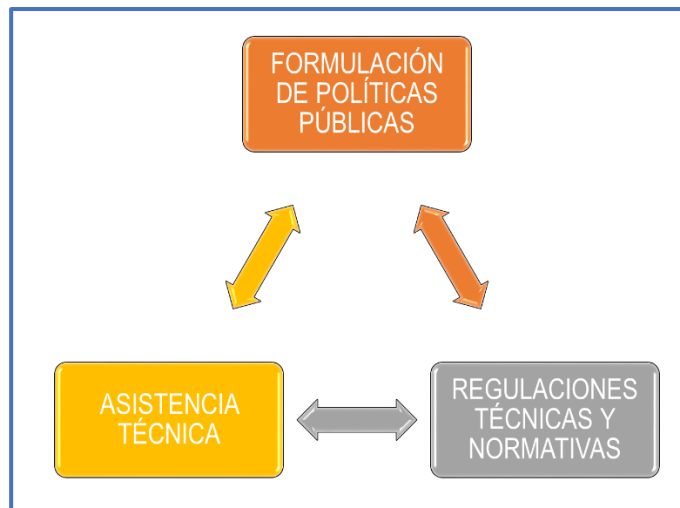 FORMULACIÓN
DE POLÍTICAS
PÚBLICAS
ASISTENCIA
TÉCNICA
REGULACIONES
TÉCNICAS Y
NORMATIVAS